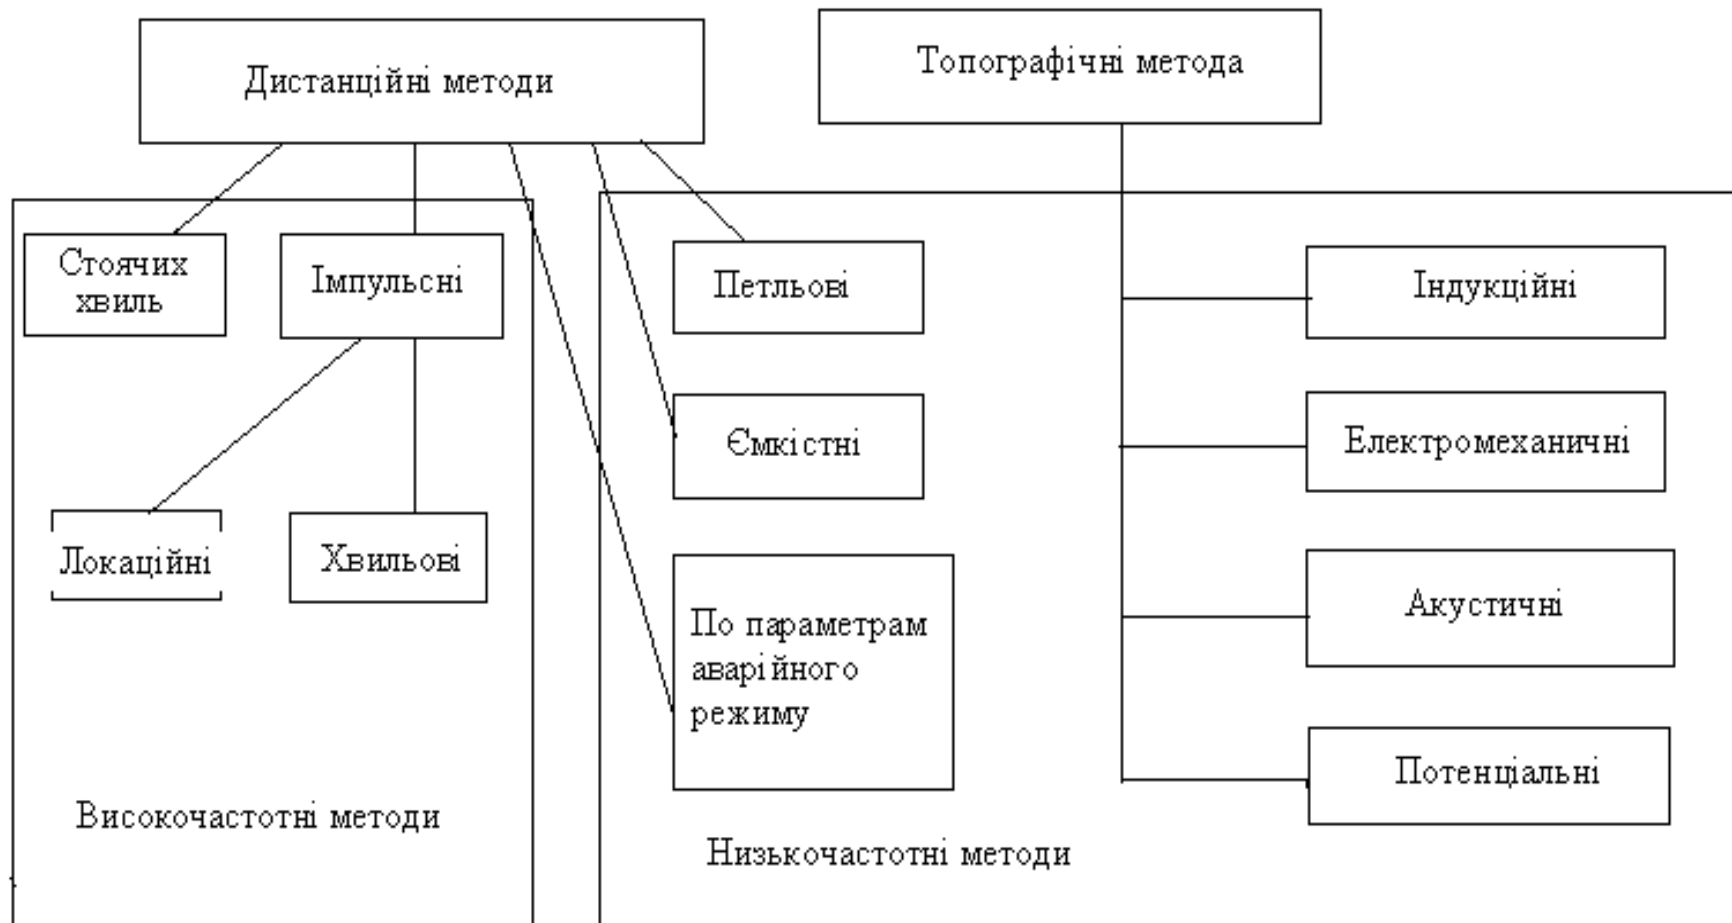 Дистанційні методи
Топографічні метода
Стоячих
хвиль
Імпульсні
Петльові
Індукційні
Ємкістні
Електромеханичні
Локаційні
Хвильові
По параметрам
аварійного
режиму
Акустичні
Потенціальні
Високочастотні методи
Низькочастотні методи